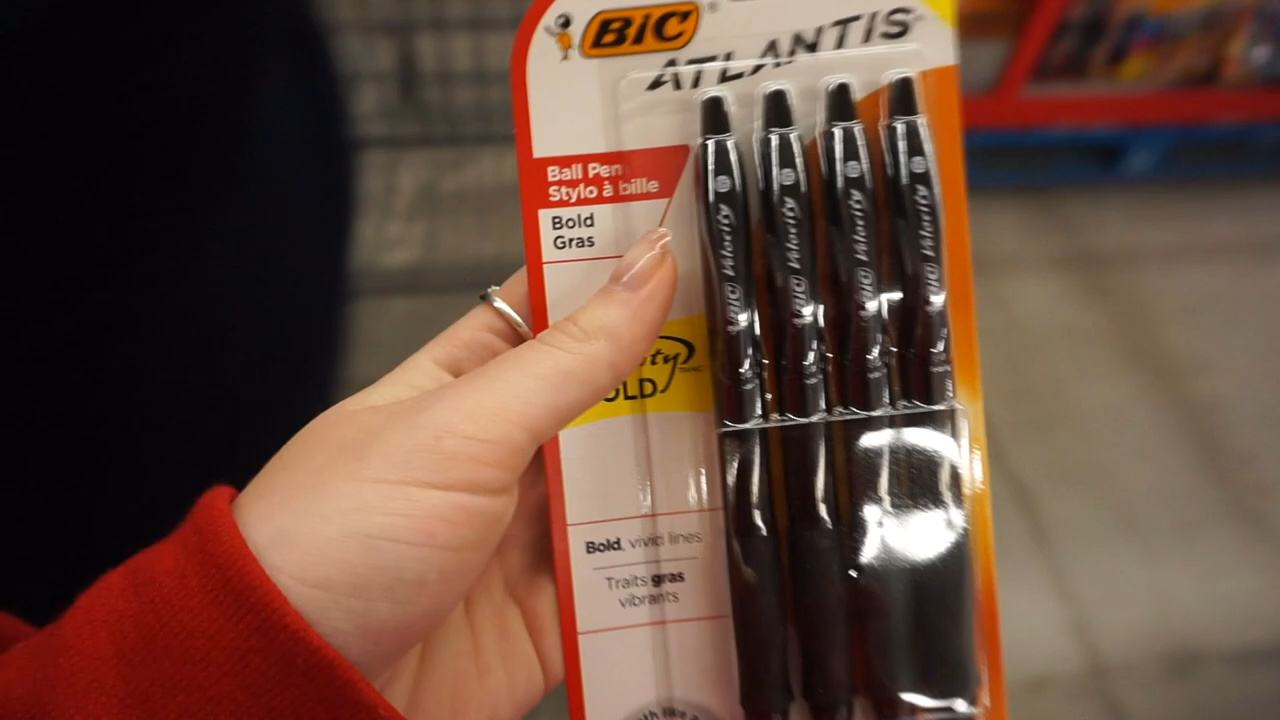 BIC®
ATLANTIS
Ball Pen
Stylo à bille
Bold
Gras
BIC Velocity
BIC Velocity
BIC Velocity
BIC Velocity
Bold, vivid lines
Traits gras
vibrants